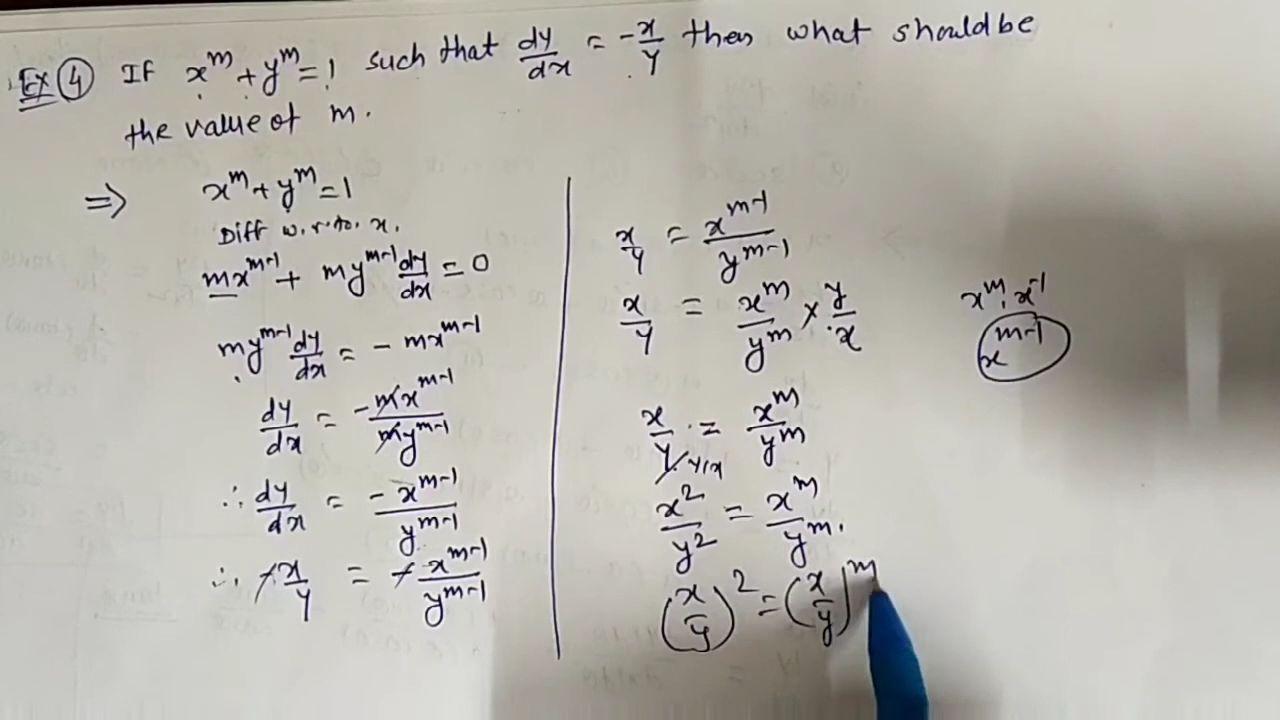 Ex ④ If x^m + y^m = 1 such that dy/dx = -x/y then what should be
the value of m.
⇒ x^m + y^m = 1
Diff w.r.to. x.
mx^(m-1) + my^(m-1) dy/dx = 0
my^(m-1) dy/dx = - mx^(m-1)
dy/dx = - mx^(m-1) / my^(m-1)
∴ dy/dx = - x^(m-1) / y^(m-1)
∴ -x/y = - x^(m-1) / y^(m-1)
x/y = x^(m-1) / y^(m-1)
x/y = x^m / y^m × y/x
x/y / y/x = x^m / y^m
x^2 / y^2 = x^m / y^m.
(x/y)^2 = (x/y)^m
x^m . x^-1
x^(m-1)